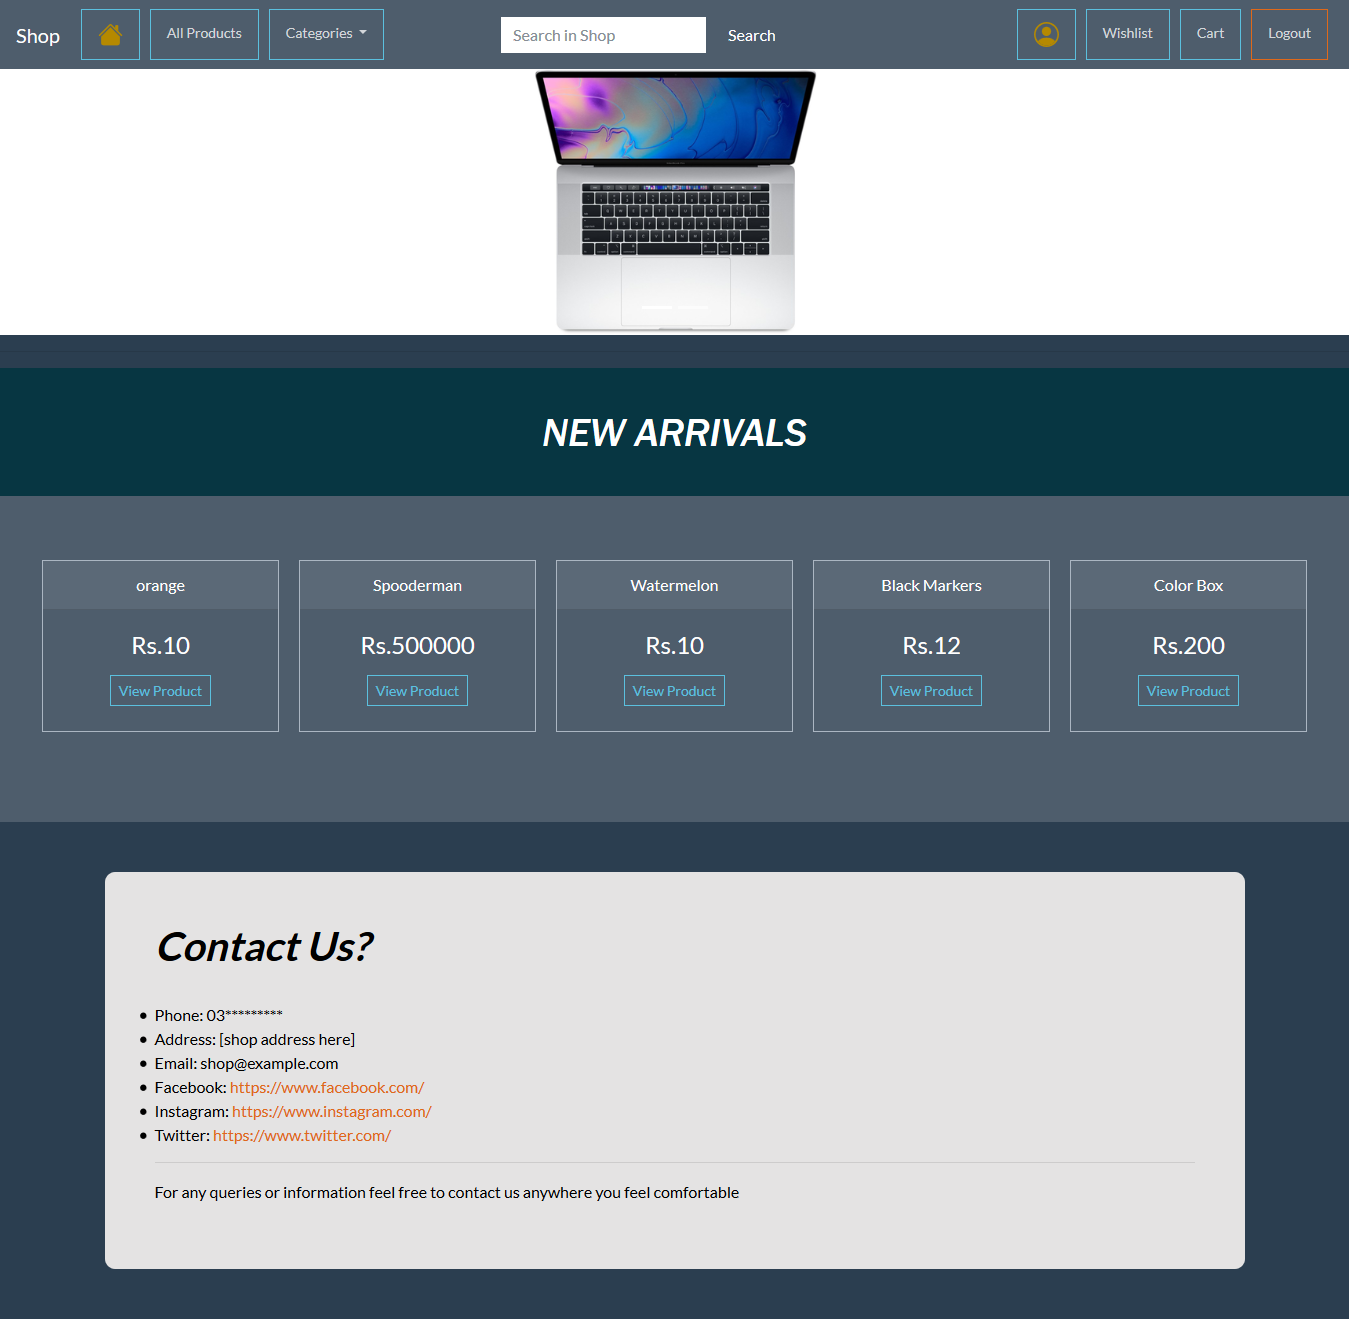 Shop
All Products
Categories
Search in Shop
Search
Wishlist
Cart
Logout
NEW ARRIVALS
orange
Rs.10
View Product
Spooderman
Rs.500000
View Product
Watermelon
Rs.10
View Product
Black Markers
Rs.12
View Product
Color Box
Rs.200
View Product
Contact Us?
• Phone: 03*********
• Address: [shop address here]
• Email: shop@example.com
• Facebook: https://www.facebook.com/
• Instagram: https://www.instagram.com/
• Twitter: https://www.twitter.com/
For any queries or information feel free to contact us anywhere you feel comfortable